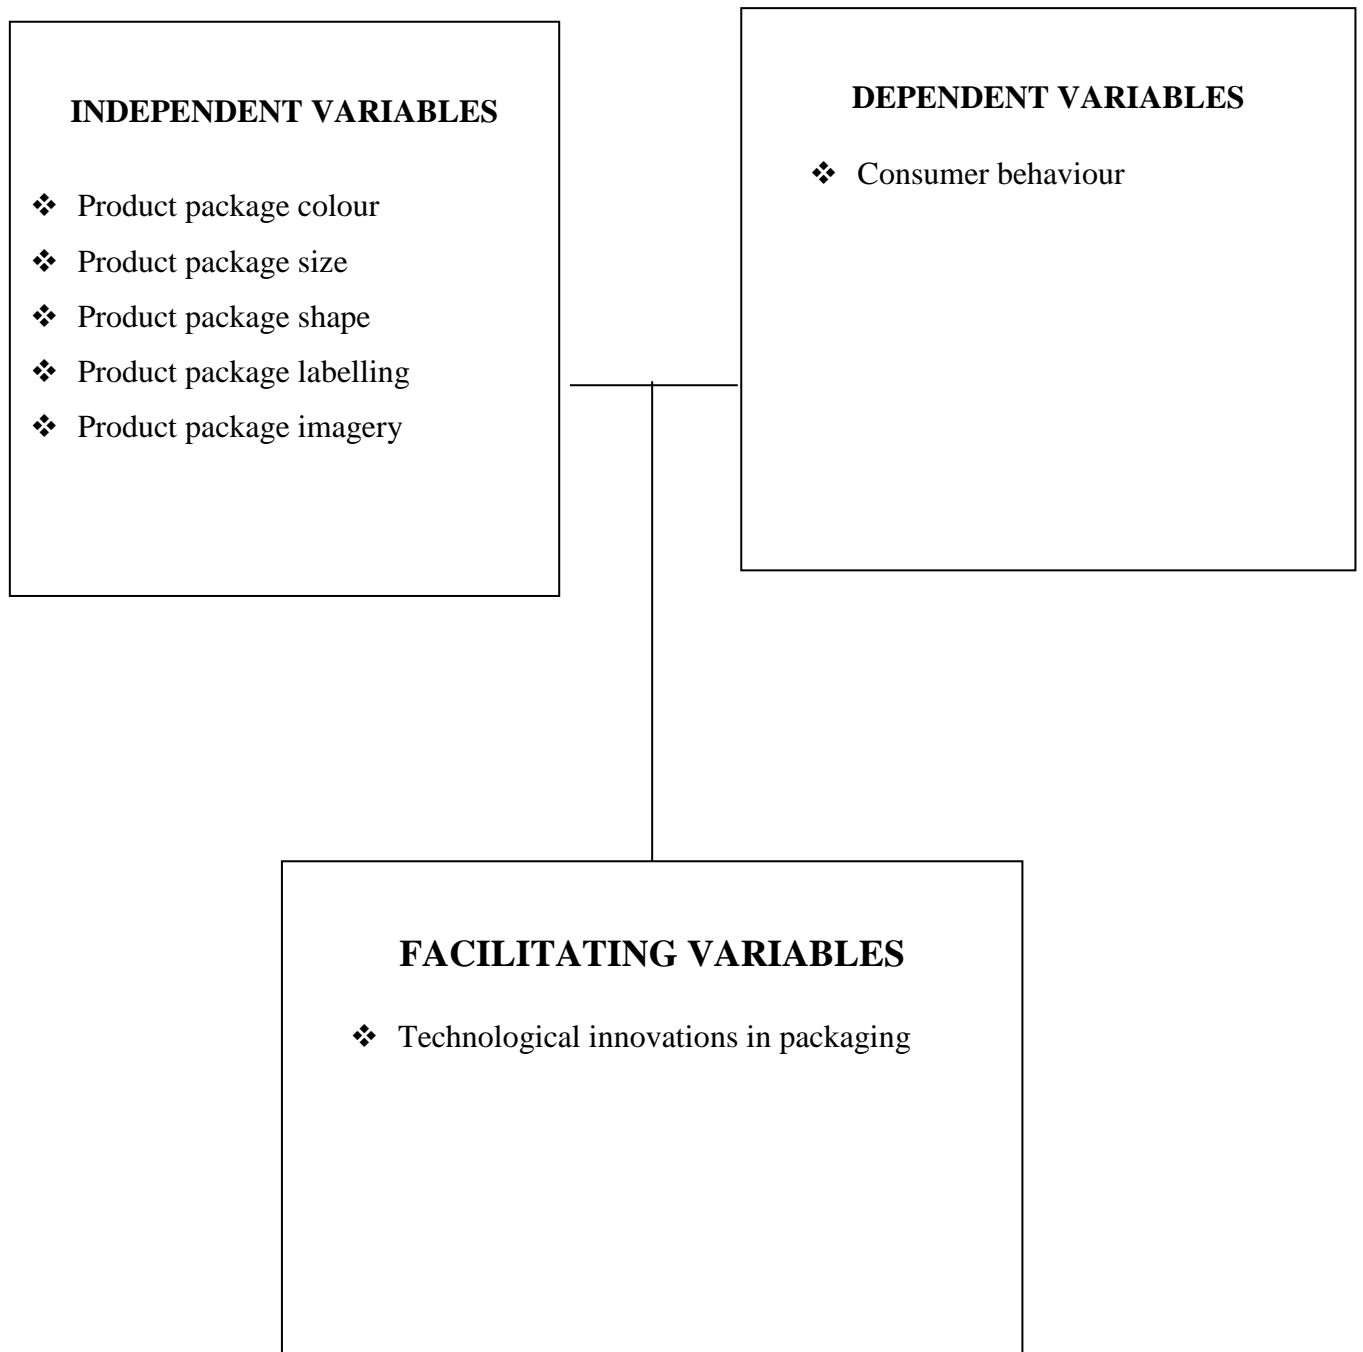 INDEPENDENT VARIABLES
❖ Product package colour
❖ Product package size
❖ Product package shape
❖ Product package labelling
❖ Product package imagery
DEPENDENT VARIABLES
❖ Consumer behaviour
FACILITATING VARIABLES
❖ Technological innovations in packaging